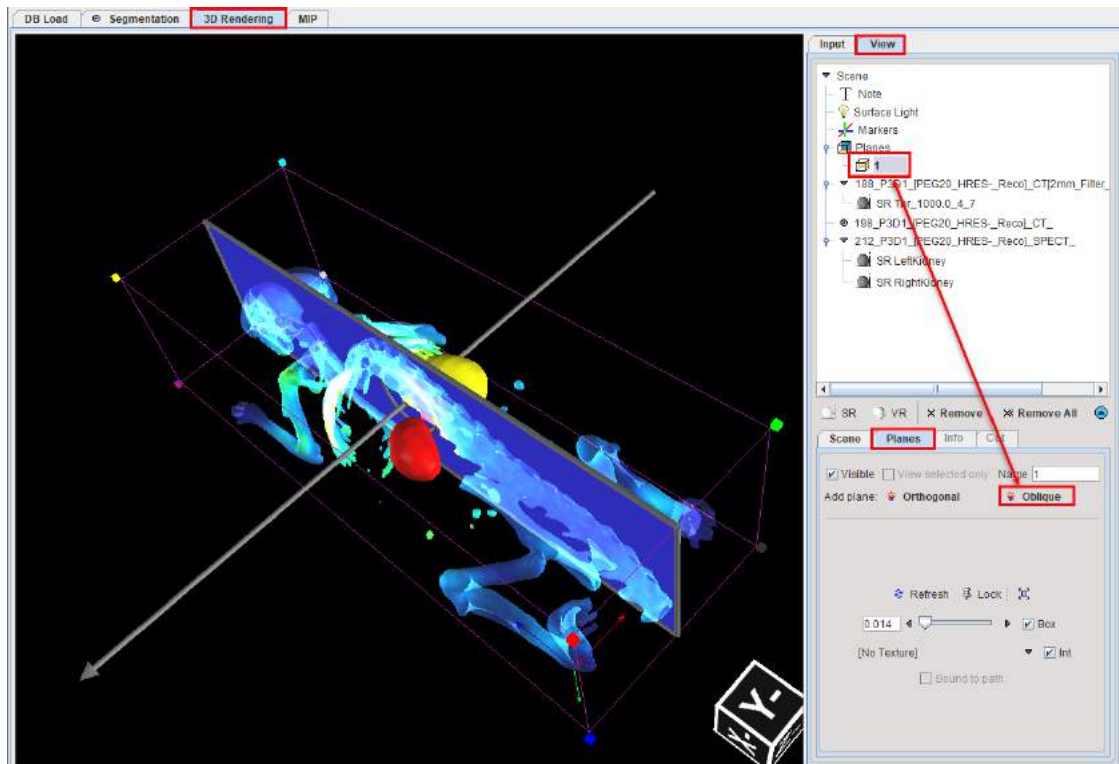 DB Load Segmentation 3D Rendering MIP
Input View
Scene
Note
Surface Light
Markers
Planes
1
188_P3D1_[PEG20_HRES-_Reco]_CT[2mm_Filter_
SR Thr_1000.0_4_7
198_P3D1_[PEG20_HRES-_Reco]_CT_
212_P3D1_[PEG20_HRES-_Reco]_SPECT_
SR LeftKidney
SR RightKidney
SR VR Remove Remove All
Scene Planes Info Cut
Visible View selected only Name 1
Add plane: Orthogonal Oblique
Refresh Lock
0.014 Box
[No Texture] Int
Bound to path
X- Y-